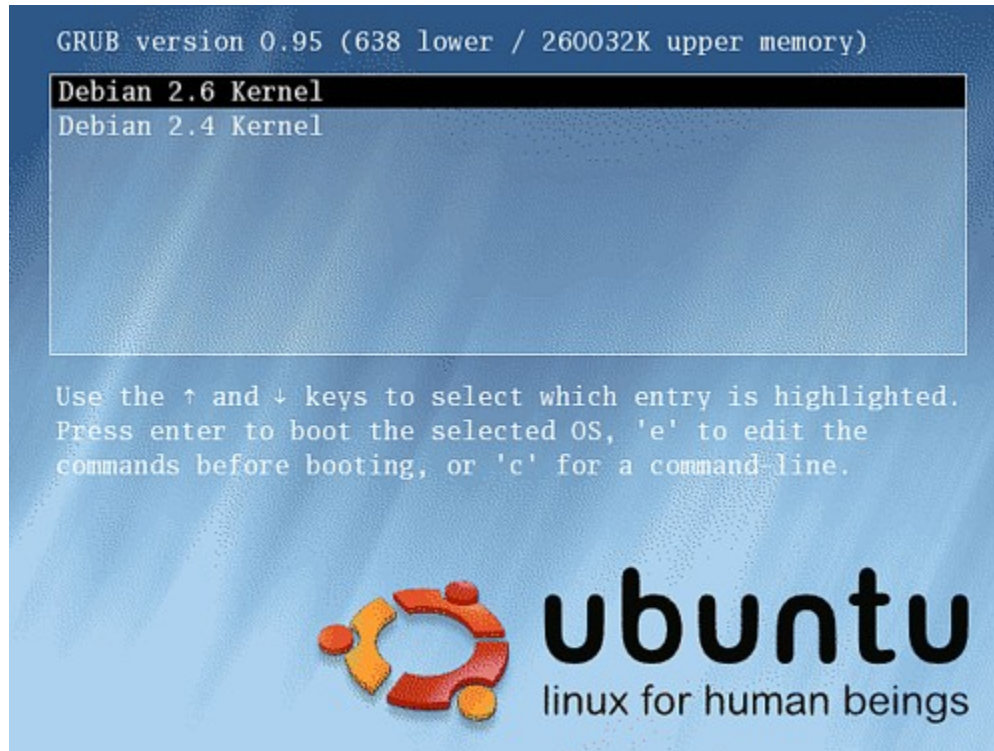 GRUB version 0.95 (638 lower / 260032K upper memory)
Debian 2.6 Kernel
Debian 2.4 Kernel
Use the ↑ and ↓ keys to select which entry is highlighted.
Press enter to boot the selected OS, 'e' to edit the
commands before booting, or 'c' for a command-line.
ubuntu
linux for human beings